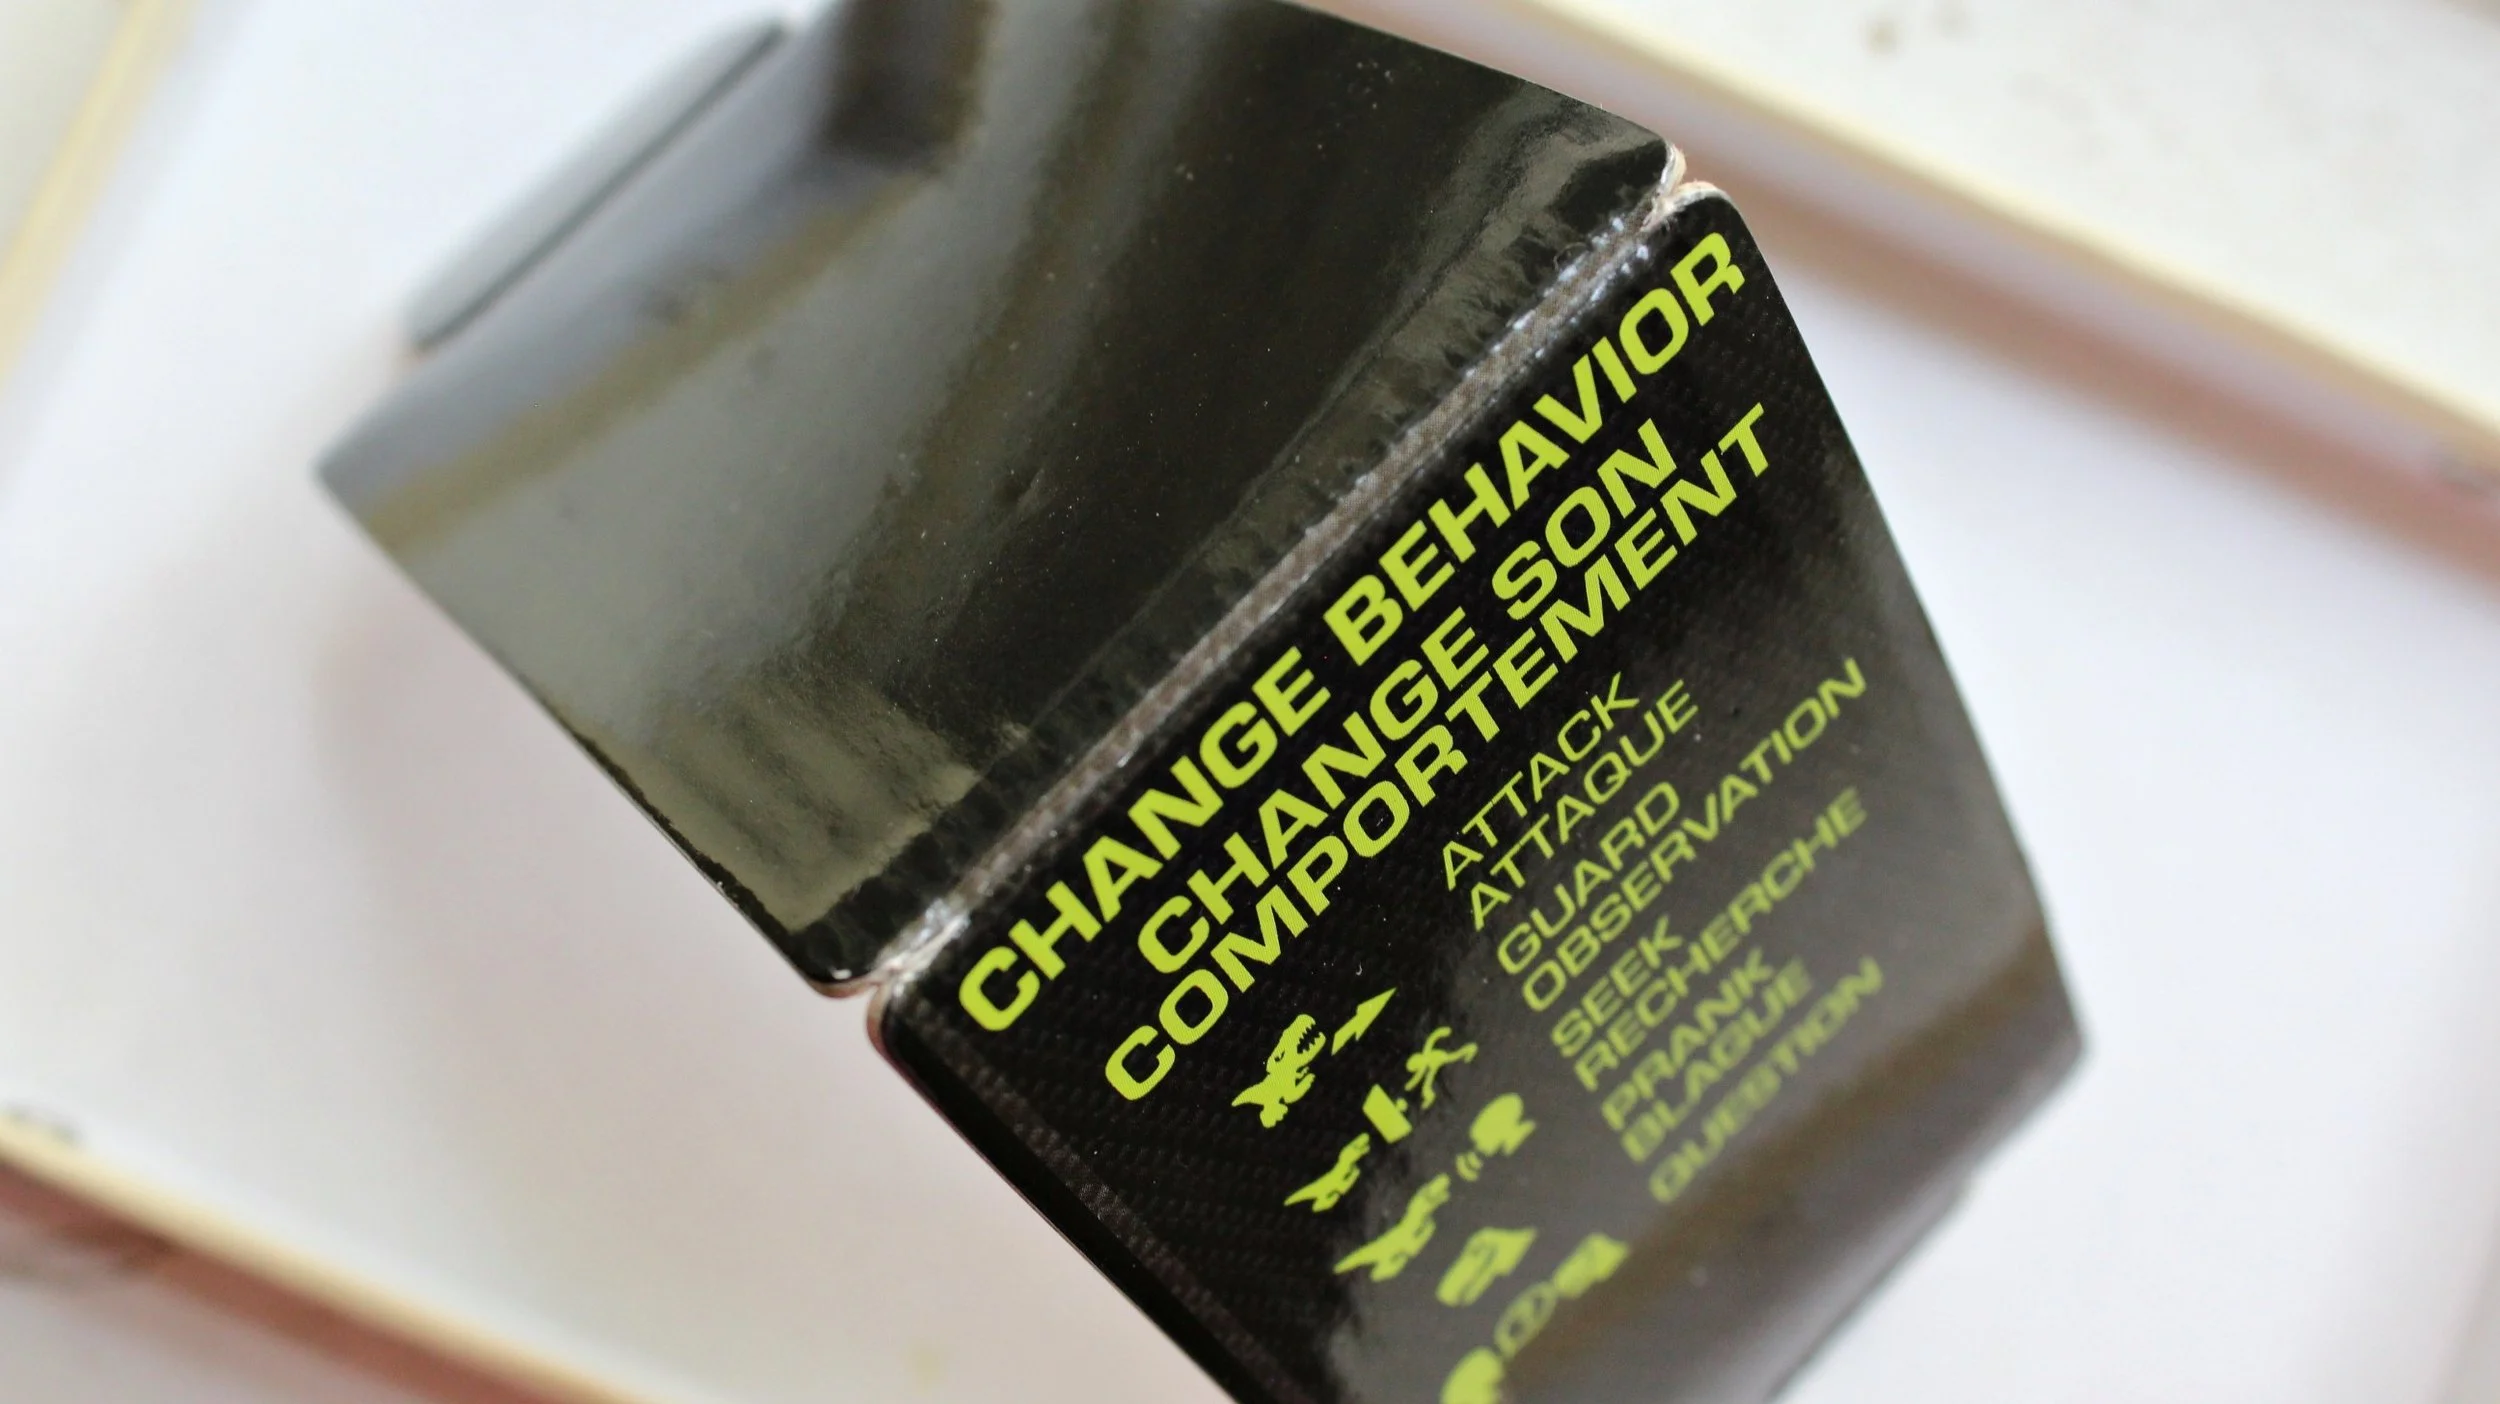 CHANGE BEHAVIOR
CHANGE SON
COMPORTEMENT
ATTACK
ATTAQUE
GUARD
OBSERVATION
SEEK
RECHERCHE
PRANK
BLAGUE
QUESTION